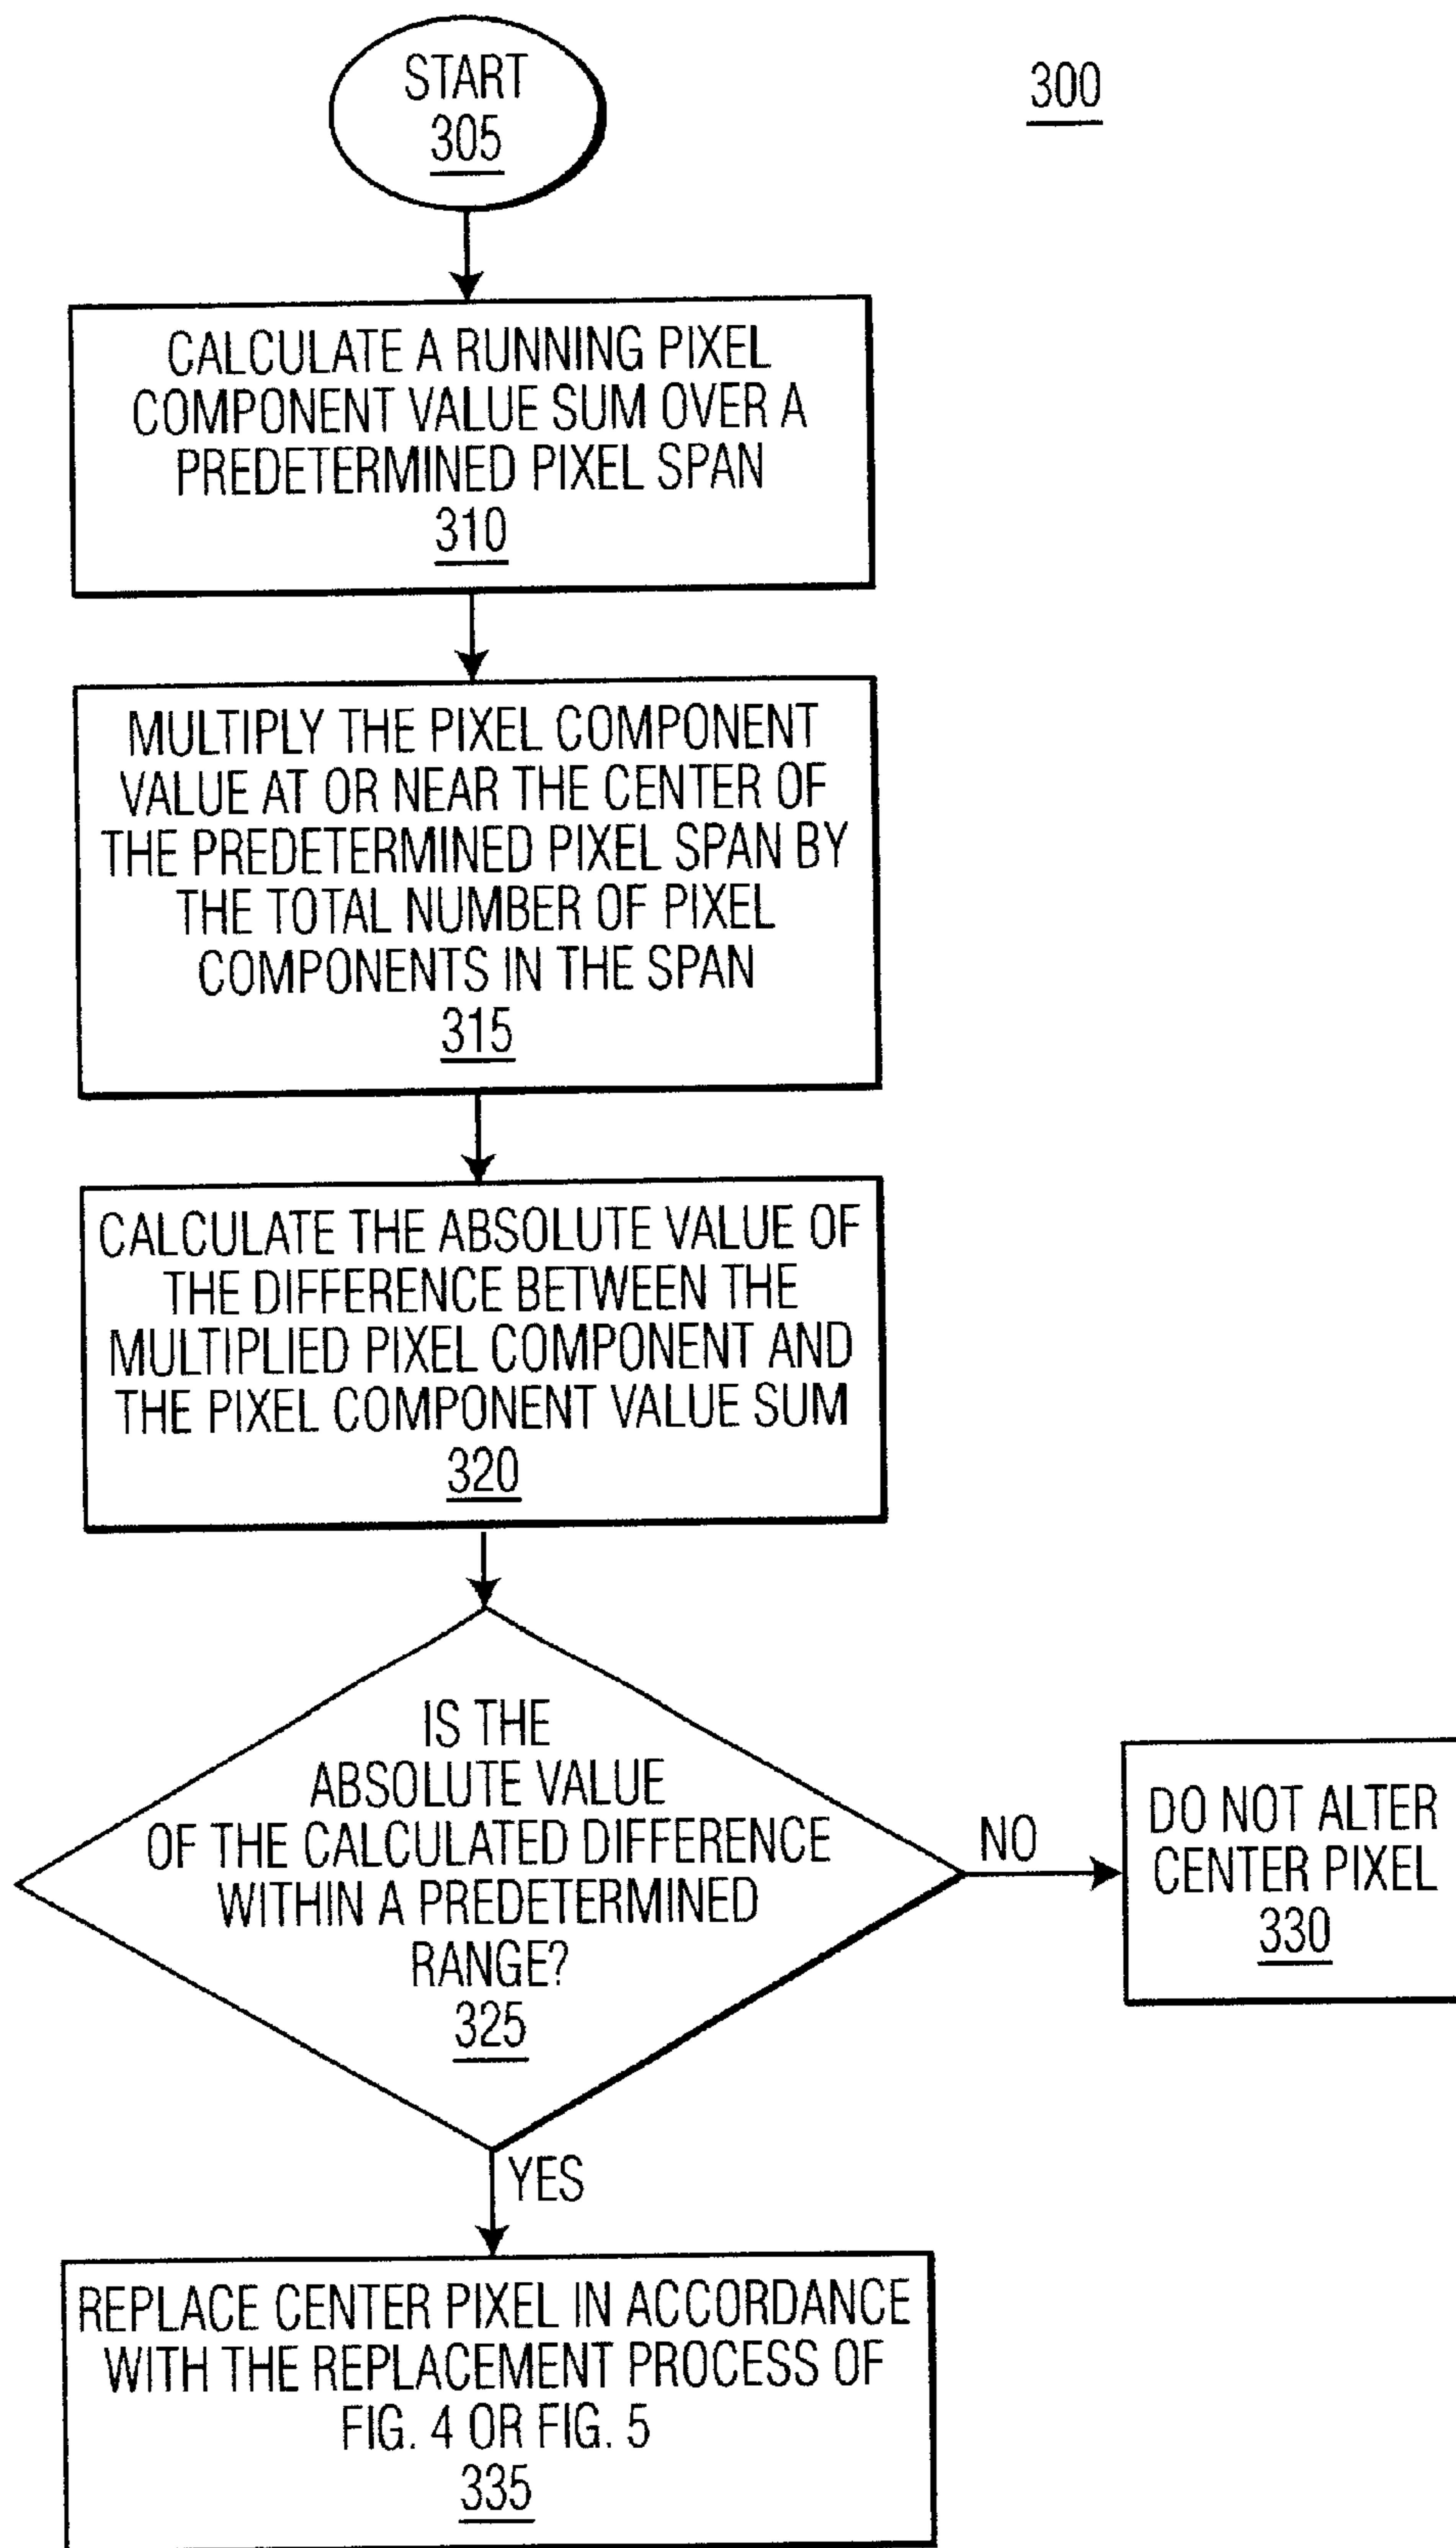 START
305
300
CALCULATE A RUNNING PIXEL
COMPONENT VALUE SUM OVER A
PREDETERMINED PIXEL SPAN
310
MULTIPLY THE PIXEL COMPONENT
VALUE AT OR NEAR THE CENTER OF
THE PREDETERMINED PIXEL SPAN BY
THE TOTAL NUMBER OF PIXEL
COMPONENTS IN THE SPAN
315
CALCULATE THE ABSOLUTE VALUE OF
THE DIFFERENCE BETWEEN THE
MULTIPLIED PIXEL COMPONENT AND
THE PIXEL COMPONENT VALUE SUM
320
IS THE
ABSOLUTE VALUE
OF THE CALCULATED DIFFERENCE
WITHIN A PREDETERMINED
RANGE?
325
NO
DO NOT ALTER
CENTER PIXEL
330
YES
REPLACE CENTER PIXEL IN ACCORDANCE
WITH THE REPLACEMENT PROCESS OF
FIG. 4 OR FIG. 5
335